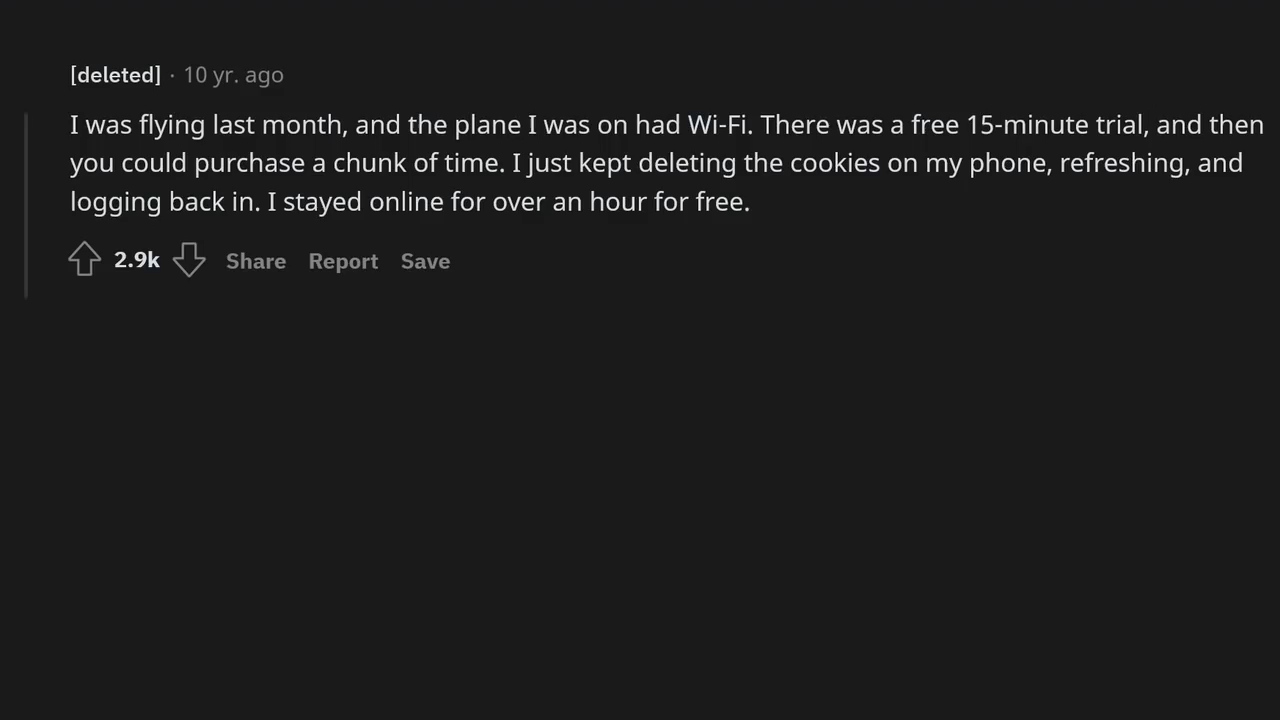 [deleted] · 10 yr. ago
I was flying last month, and the plane I was on had Wi-Fi. There was a free 15-minute trial, and then
you could purchase a chunk of time. I just kept deleting the cookies on my phone, refreshing, and
logging back in. I stayed online for over an hour for free.
2.9k Share Report Save